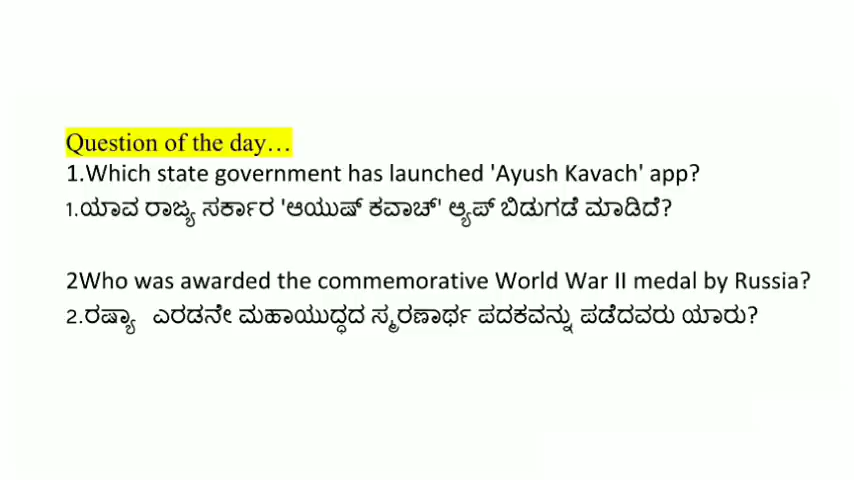 Question of the day...
1.Which state government has launched 'Ayush Kavach' app?
1.ಯಾವ ರಾಜ್ಯ ಸರ್ಕಾರ 'ಆಯುಷ್ ಕವಾಚ್' ಆ್ಯಪ್ ಬಿಡುಗಡೆ ಮಾಡಿದೆ?
2Who was awarded the commemorative World War II medal by Russia?
2.ರಷ್ಯಾ ಎರಡನೇ ಮಹಾಯುದ್ಧದ ಸ್ಮರಣಾರ್ಥ ಪದಕವನ್ನು ಪಡೆದವರು ಯಾರು?